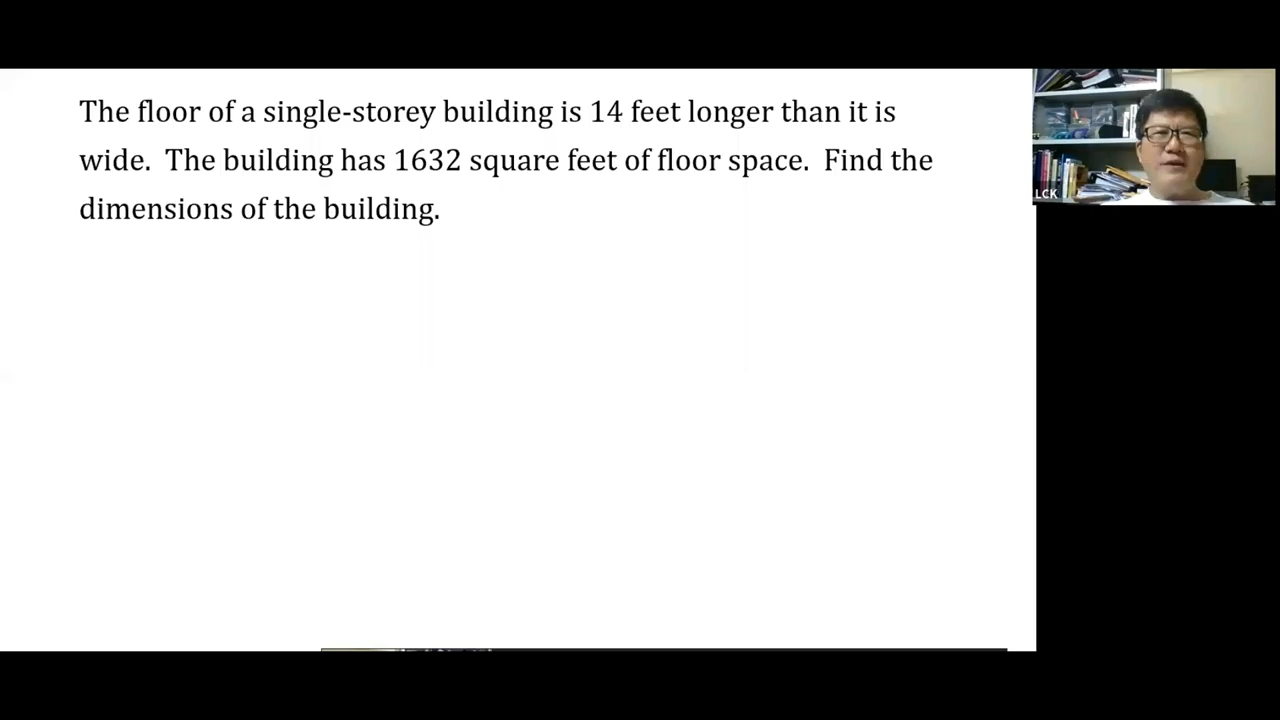 The floor of a single-storey building is 14 feet longer than it is
wide. The building has 1632 square feet of floor space. Find the
dimensions of the building.
LCK